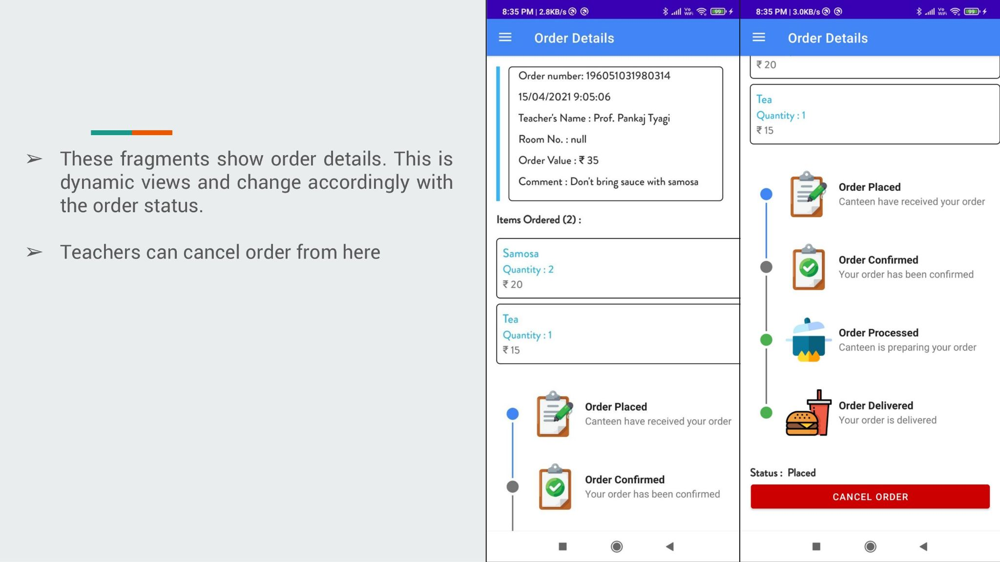 ➢ These fragments show order details. This is
dynamic views and change accordingly with
the order status.
➢ Teachers can cancel order from here
8:35 PM | 2.8KB/s
Vo WiFi
99
Order Details
Order number: 196051031980314
15/04/2021 9:05:06
Teacher's Name : Prof. Pankaj Tyagi
Room No. : null
Order Value : ₹ 35
Comment : Don't bring sauce with samosa
Items Ordered (2) :
Samosa
Quantity : 2
₹ 20
Tea
Quantity : 1
₹ 15
Order Placed
Canteen have received your order
Order Confirmed
Your order has been confirmed
8:35 PM | 3.0KB/s
Vo WiFi
99
Order Details
₹ 20
Tea
Quantity : 1
₹ 15
Order Placed
Canteen have received your order
Order Confirmed
Your order has been confirmed
Order Processed
Canteen is preparing your order
Order Delivered
Your order is delivered
Status : Placed
CANCEL ORDER